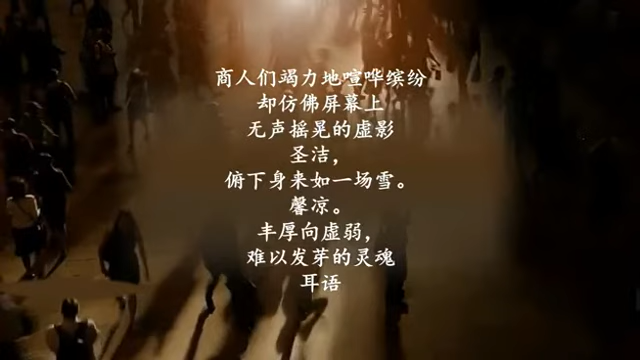 商人们竭力地喧哗缤纷
却仿佛屏幕上
无声摇晃的虚影
圣洁，
俯下身来如一场雪。
馨凉。
丰厚向虚弱，
难以发芽的灵魂
耳语